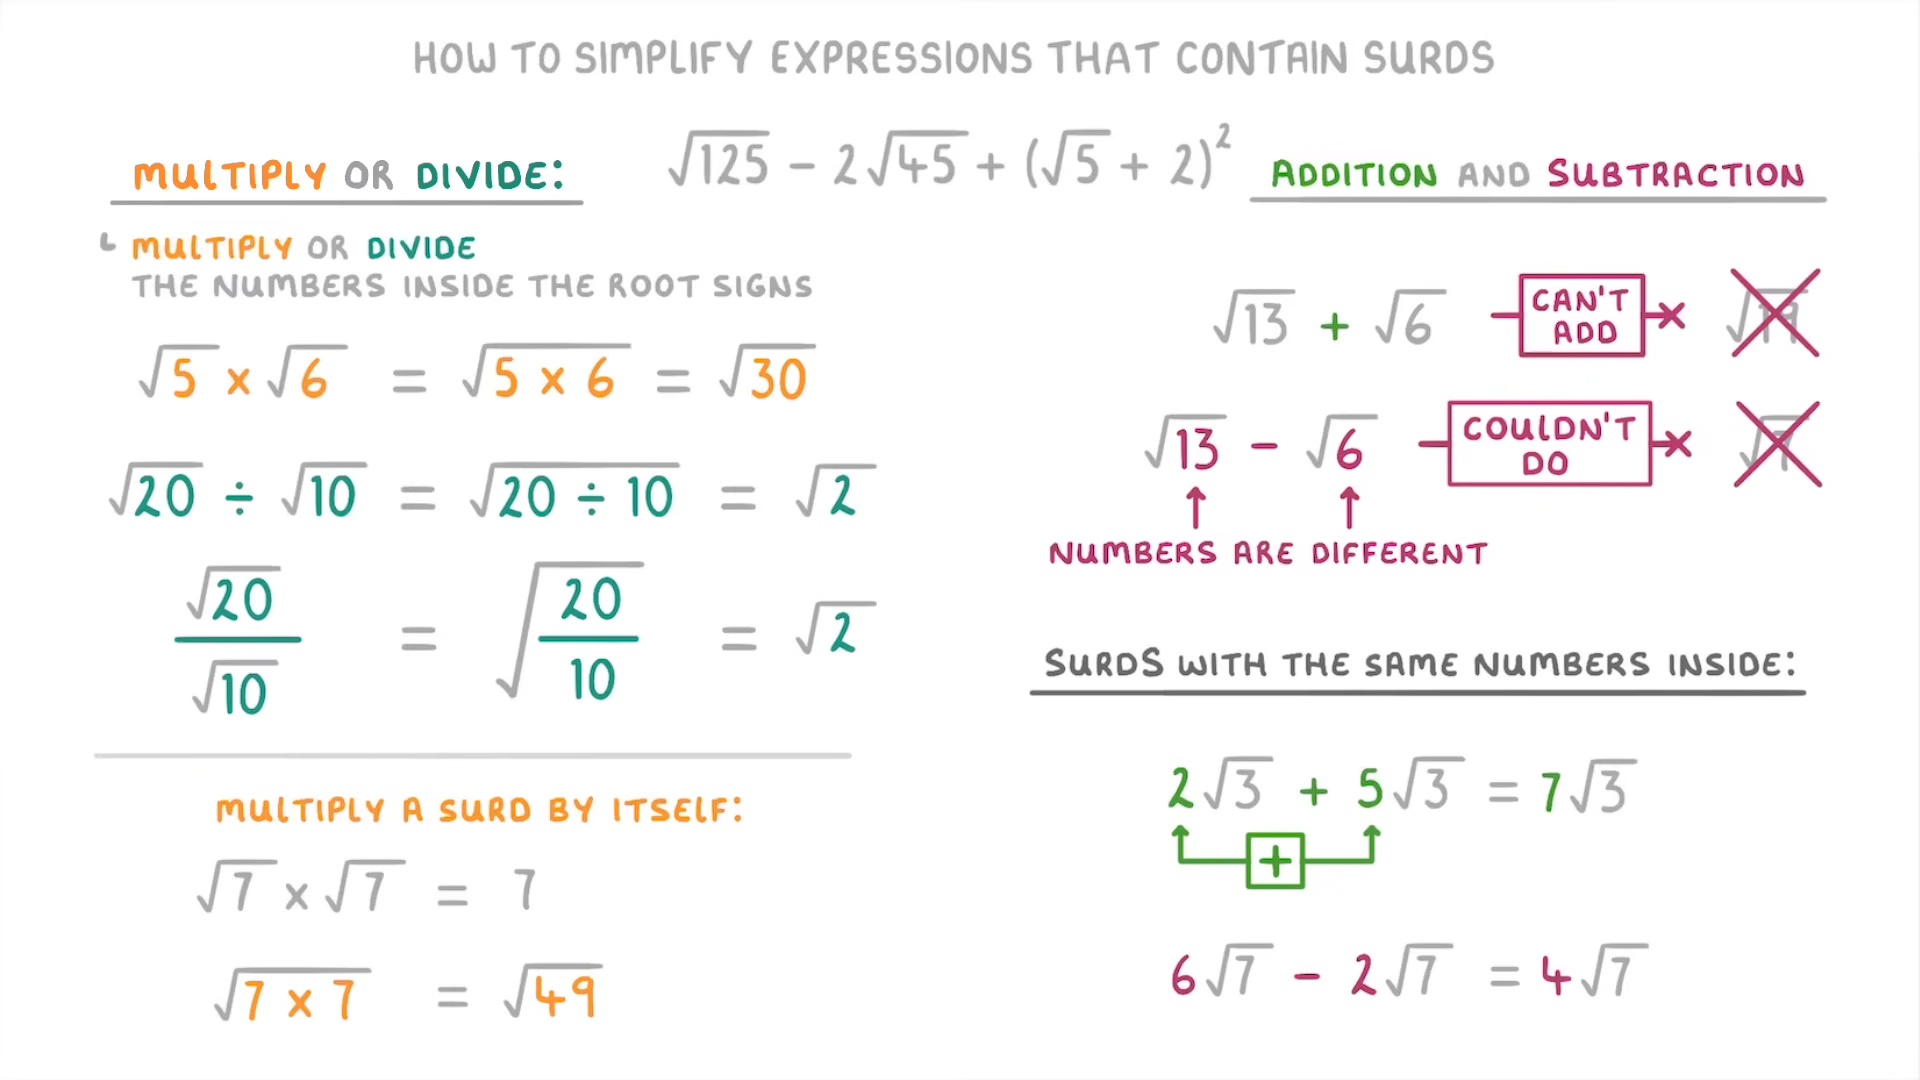 HOW TO SIMPLIFY EXPRESSIONS THAT CONTAIN SURDS
√125 − 2√45 + (√5 + 2)²
MULTIPLY OR DIVIDE:
MULTIPLY OR DIVIDE
THE NUMBERS INSIDE THE ROOT SIGNS
√5 × √6 = √5 × 6 = √30
√20 ÷ √10 = √20 ÷ 10 = √2
√20/√10 = √20/10 = √2
MULTIPLY A SURD BY ITSELF:
√7 × √7 = 7
√7 × 7 = √49
ADDITION AND SUBTRACTION
√13 + √6 CAN'T ADD √19
√13 − √6 COULDN'T DO √7
NUMBERS ARE DIFFERENT
SURDS WITH THE SAME NUMBERS INSIDE:
2√3 + 5√3 = 7√3
+
6√7 − 2√7 = 4√7